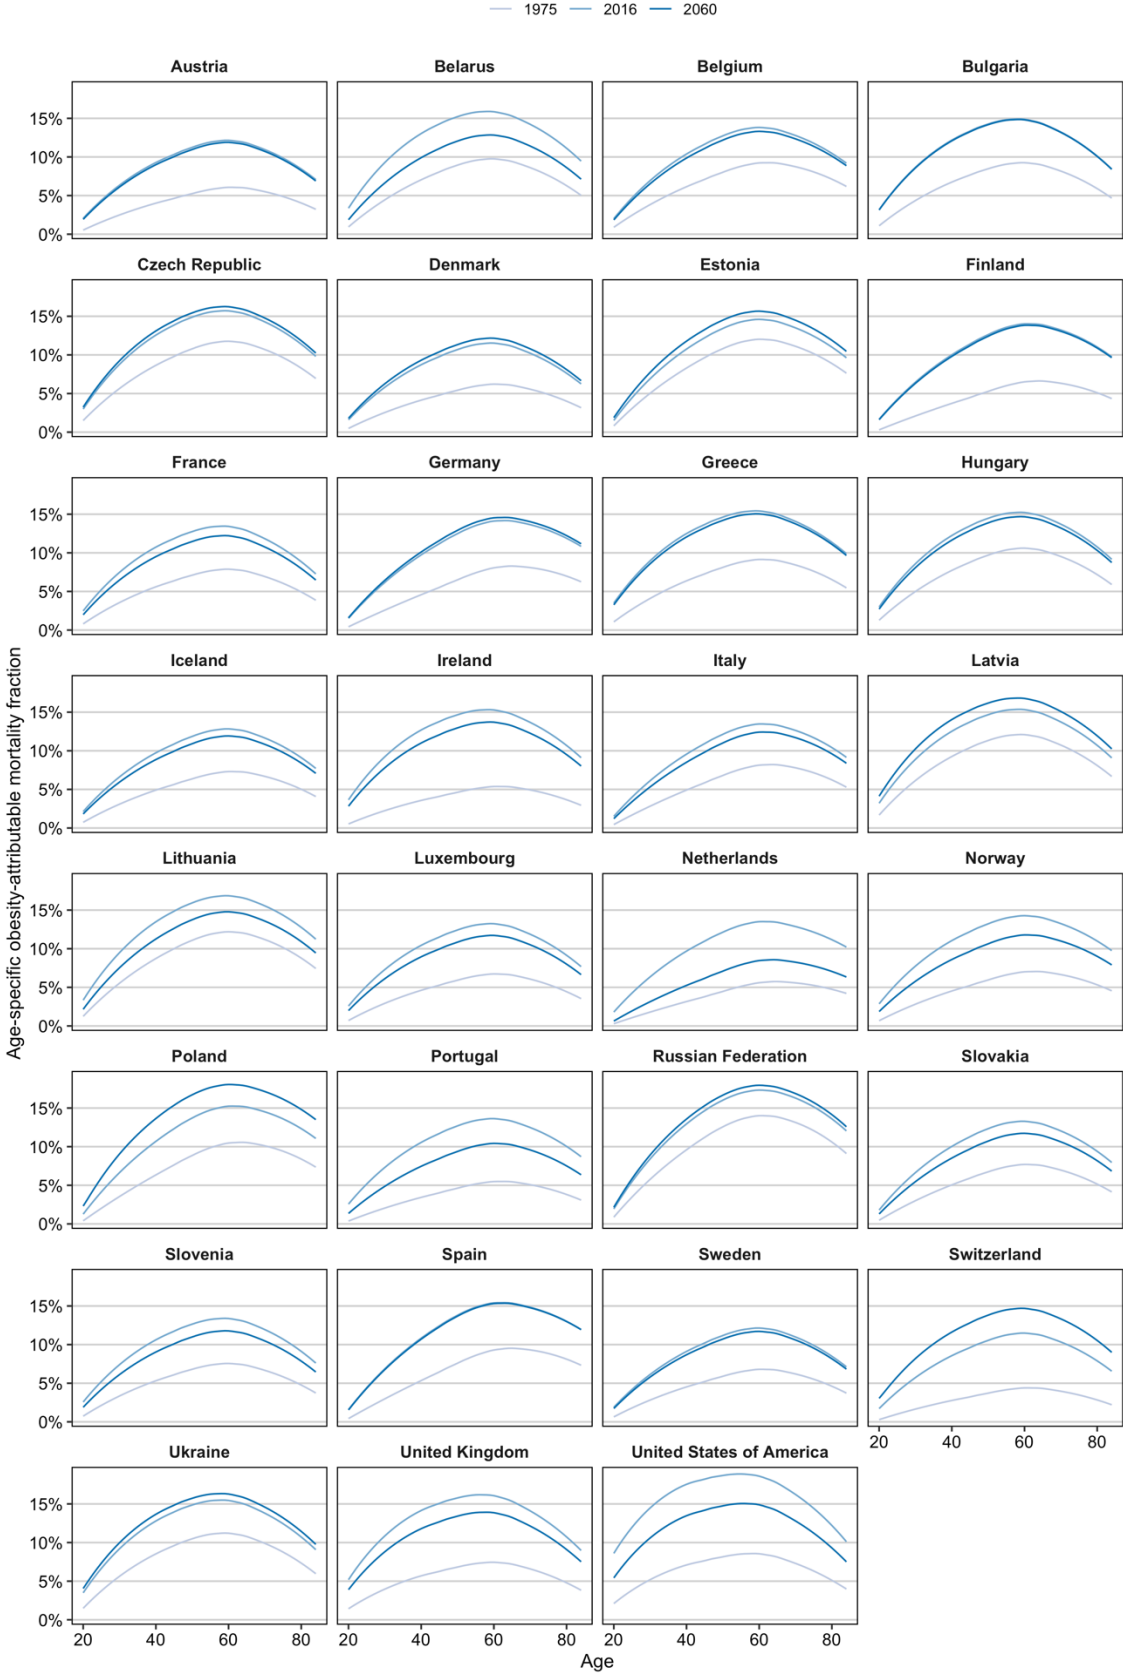 1975 2016 2060
Austria Belarus Belgium Bulgaria
15%
10%
5%
0%
Czech Republic Denmark Estonia Finland
15%
10%
5%
0%
France Germany Greece Hungary
15%
10%
5%
0%
Iceland Ireland Italy Latvia
15%
10%
5%
0%
Lithuania Luxembourg Netherlands Norway
15%
10%
5%
0%
Poland Portugal Russian Federation Slovakia
15%
10%
5%
0%
Slovenia Spain Sweden Switzerland
15%
10%
5%
0%
20 40 60 80
Ukraine United Kingdom United States of America
15%
10%
5%
0%
20 40 60 80 20 40 60 80 20 40 60 80
Age
Age-specific obesity-attributable mortality fraction